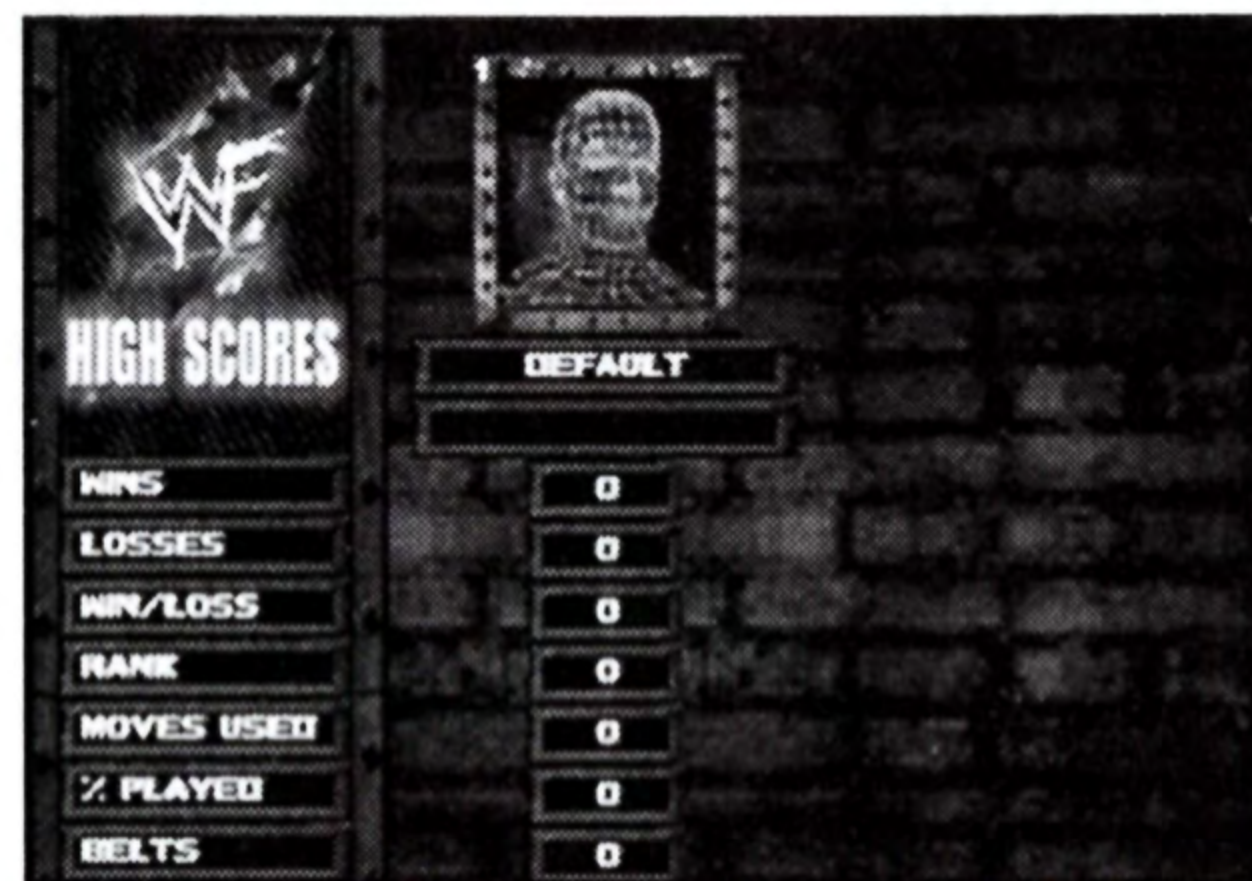 WF
HIGH SCORES
1
DEFAULT
WINS 0
LOSSES 0
WIN/LOSS 0
RANK 0
MOVES USED 0
% PLAYED 0
BELTS 0